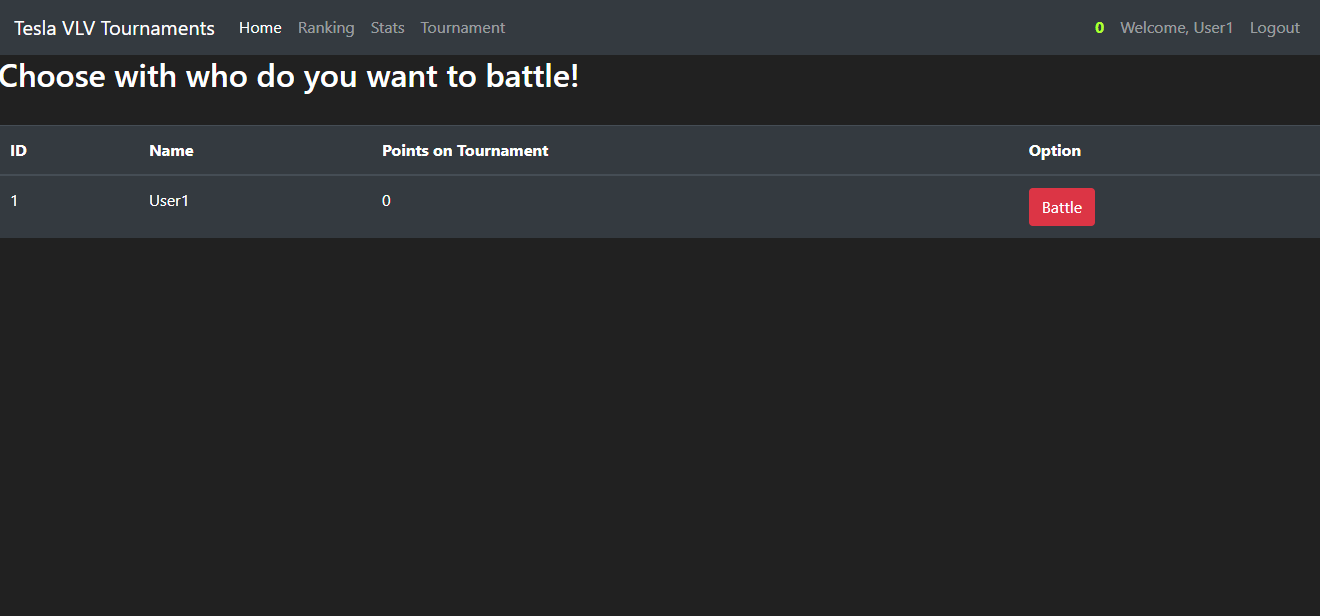 Tesla VLV Tournaments Home Ranking Stats Tournament 0 Welcome, User1 Logout
Choose with who do you want to battle!
ID Name Points on Tournament Option
1 User1 0 Battle